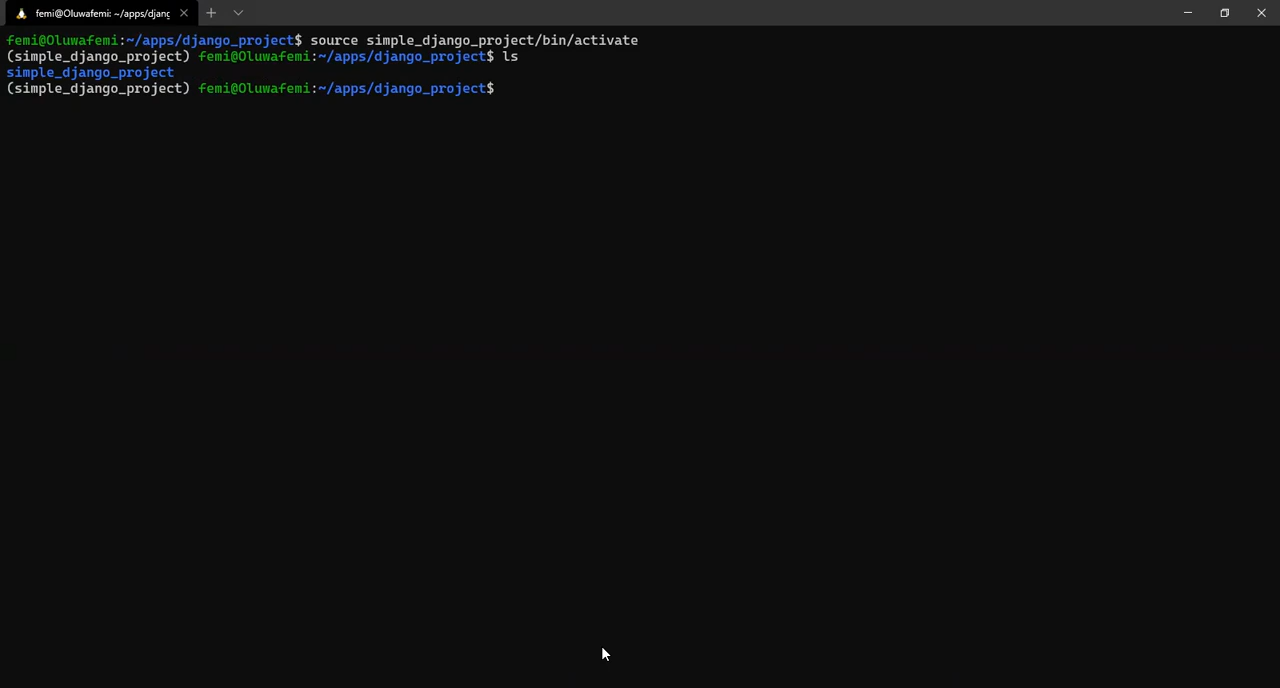 femi@Oluwafemi: ~/apps/djang
femi@Oluwafemi:~/apps/django_project$ source simple_django_project/bin/activate
(simple_django_project) femi@Oluwafemi:~/apps/django_project$ ls
simple_django_project
(simple_django_project) femi@Oluwafemi:~/apps/django_project$